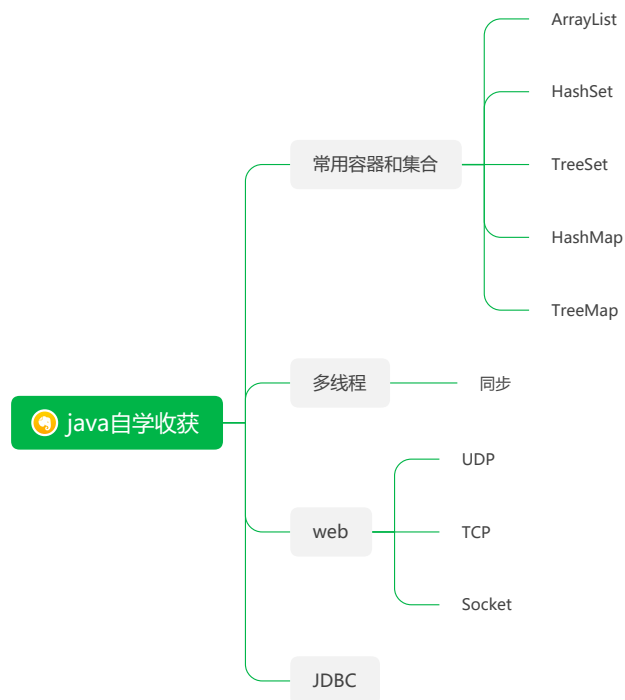 java自学收获
常用容器和集合
ArrayList
HashSet
TreeSet
HashMap
TreeMap
多线程
同步
web
UDP
TCP
Socket
JDBC